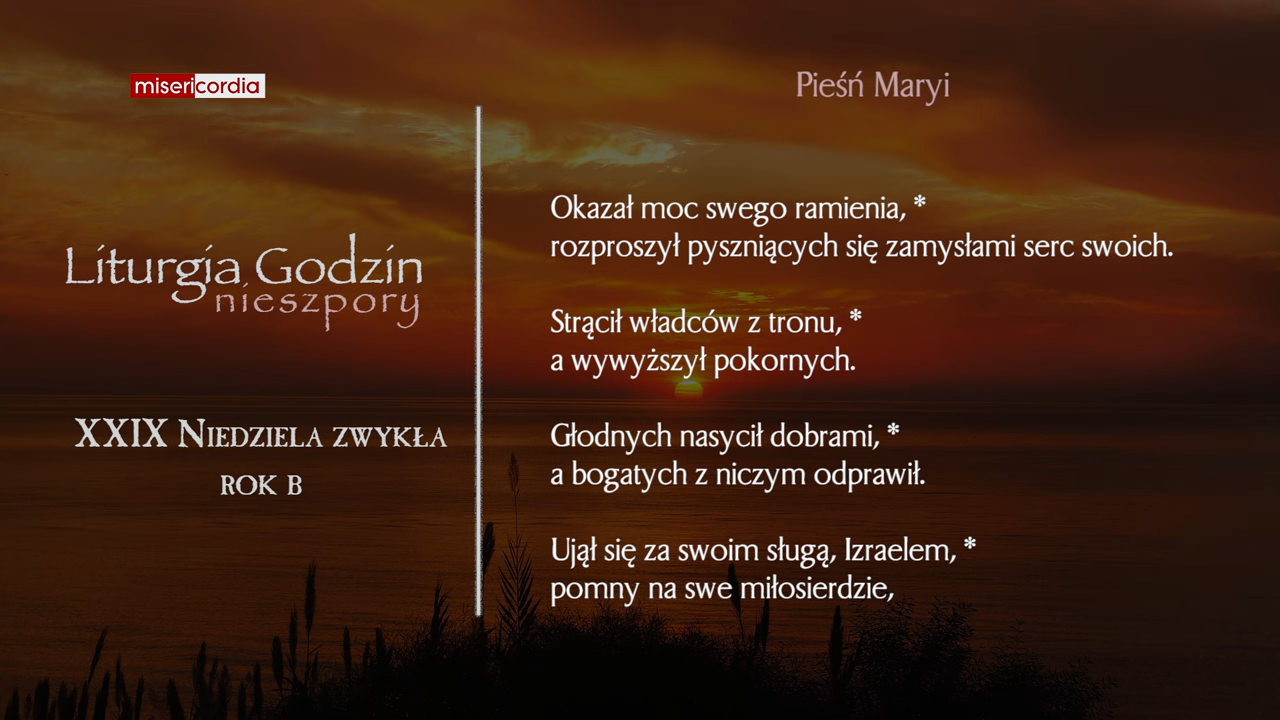 misericordia
Liturgia Godzin
nieszpory
XXIX Niedziela zwykła
rok B
Pieśń Maryi
Okazał moc swego ramienia, *
rozproszył pyszniących się zamysłami serc swoich.
Strącił władców z tronu, *
a wywyższył pokornych.
Głodnych nasycił dobrami, *
a bogatych z niczym odprawił.
Ujął się za swoim sługą, Izraelem, *
pomny na swe miłosierdzie,